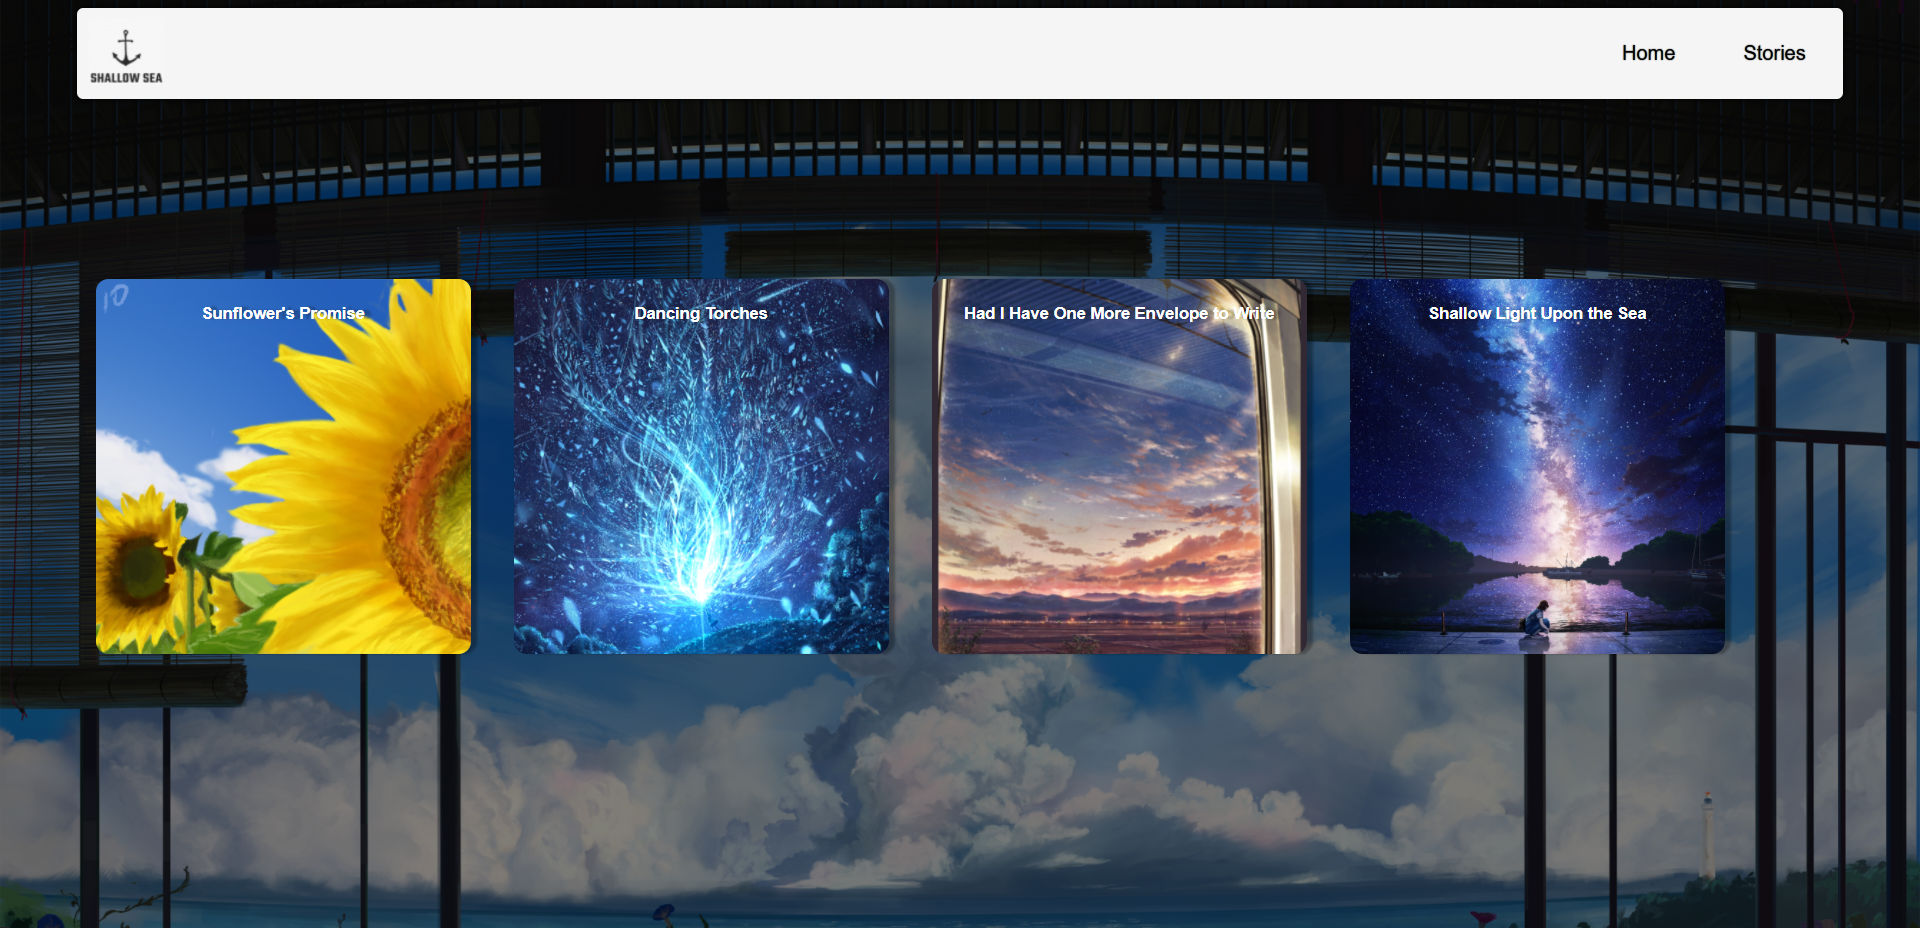 SHALLOW SEA
Home
Stories
Sunflower's Promise
Dancing Torches
Had I Have One More Envelope to Write
Shallow Light Upon the Sea
10